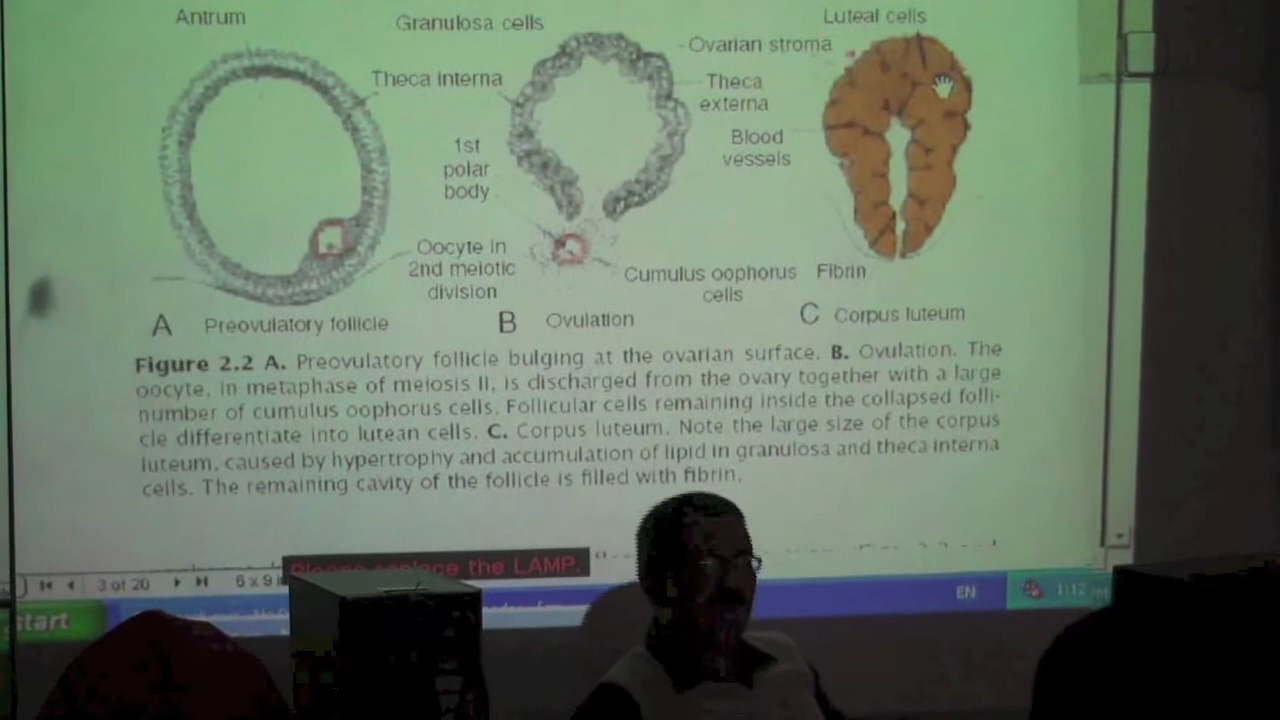 Antrum
Granulosa cells
Luteal cells
Ovarian stroma
Theca interna
Theca
externa
1st
polar
body
Blood
vessels
Oocyte in
2nd meiotic
division
Cumulus oophorus
cells
Fibrin
A Preovulatory follicle
B Ovulation
C Corpus luteum
Figure 2.2 A. Preovulatory follicle bulging at the ovarian surface. B. Ovulation. The
oocyte, in metaphase of meiosis II, is discharged from the ovary together with a large
number of cumulus oophorus cells. Follicular cells remaining inside the collapsed folli-
cle differentiate into lutean cells. C. Corpus luteum. Note the large size of the corpus
luteum, caused by hypertrophy and accumulation of lipid in granulosa and theca interna
cells. The remaining cavity of the follicle is filled with fibrin.
Please replace the LAMP.
3 of 20
6 x 9 in
start
EN
1:12